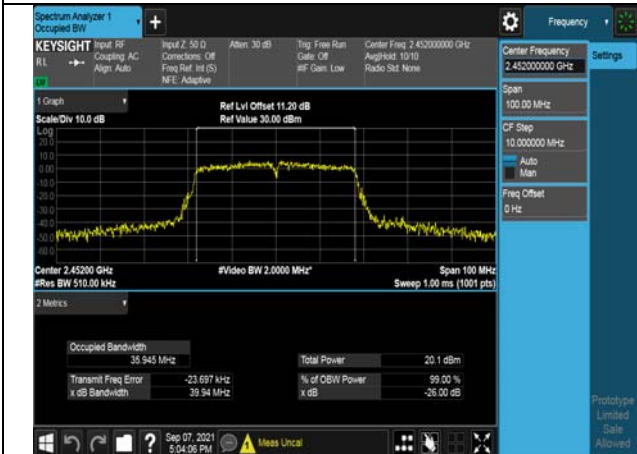 Spectrum Analyzer 1
Occupied BW
Frequency
KEYSIGHT
Input: RF
Input Z: 50 Ω
Atten: 30 dB
Trig: Free Run
Center Freq: 2.452000000 GHz
RL
Coupling: AC
Corrections: Off
Gate: Off
Avg|Hold: 10/10
Align: Auto
Freq Ref: Int (S)
#IF Gain: Low
Radio Std: None
NFE: Adaptive
Center Frequency
2.452000000 GHz
Settings
Span
100.00 MHz
CF Step
10.000000 MHz
Auto
Man
Freq Offset
0 Hz
1 Graph
Ref Lvl Offset 11.20 dB
Scale/Div 10.0 dB
Ref Value 30.00 dBm
Log
20.0
10.0
0.00
-10.0
-20.0
-30.0
-40.0
-50.0
-60.0
Center 2.45200 GHz
#Video BW 2.0000 MHz*
Span 100 MHz
#Res BW 510.00 kHz
Sweep 1.00 ms (1001 pts)
2 Metrics
Occupied Bandwidth
35.945 MHz
Total Power
20.1 dBm
Transmit Freq Error
-23.697 kHz
% of OBW Power
99.00 %
x dB Bandwidth
39.94 MHz
x dB
-26.00 dB
Prototype
Limited
Sale
Allowed
Sep 07, 2021
5:04:06 PM
Meas Uncal